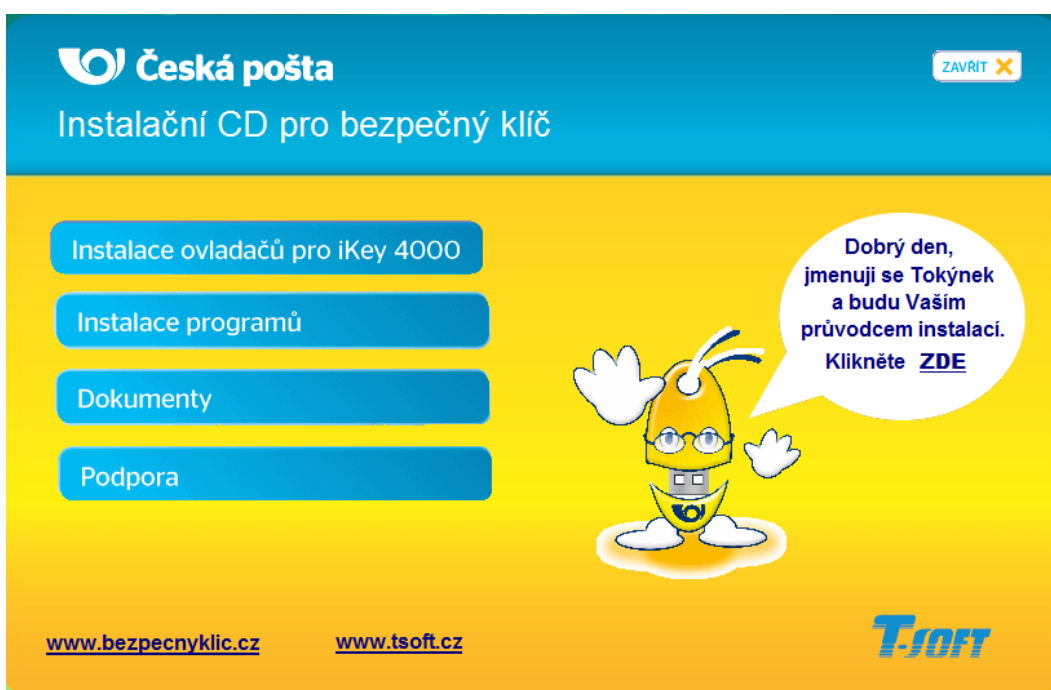 Česká pošta
ZAVŘÍT
Instalační CD pro bezpečný klíč
Instalace ovladačů pro iKey 4000
Instalace programů
Dokumenty
Podpora
Dobrý den,
jmenuji se Tokýnek
a budu Vaším
průvodcem instalací.
Klikněte ZDE
www.bezpecnyklic.cz
www.tsoft.cz
T-SOFT